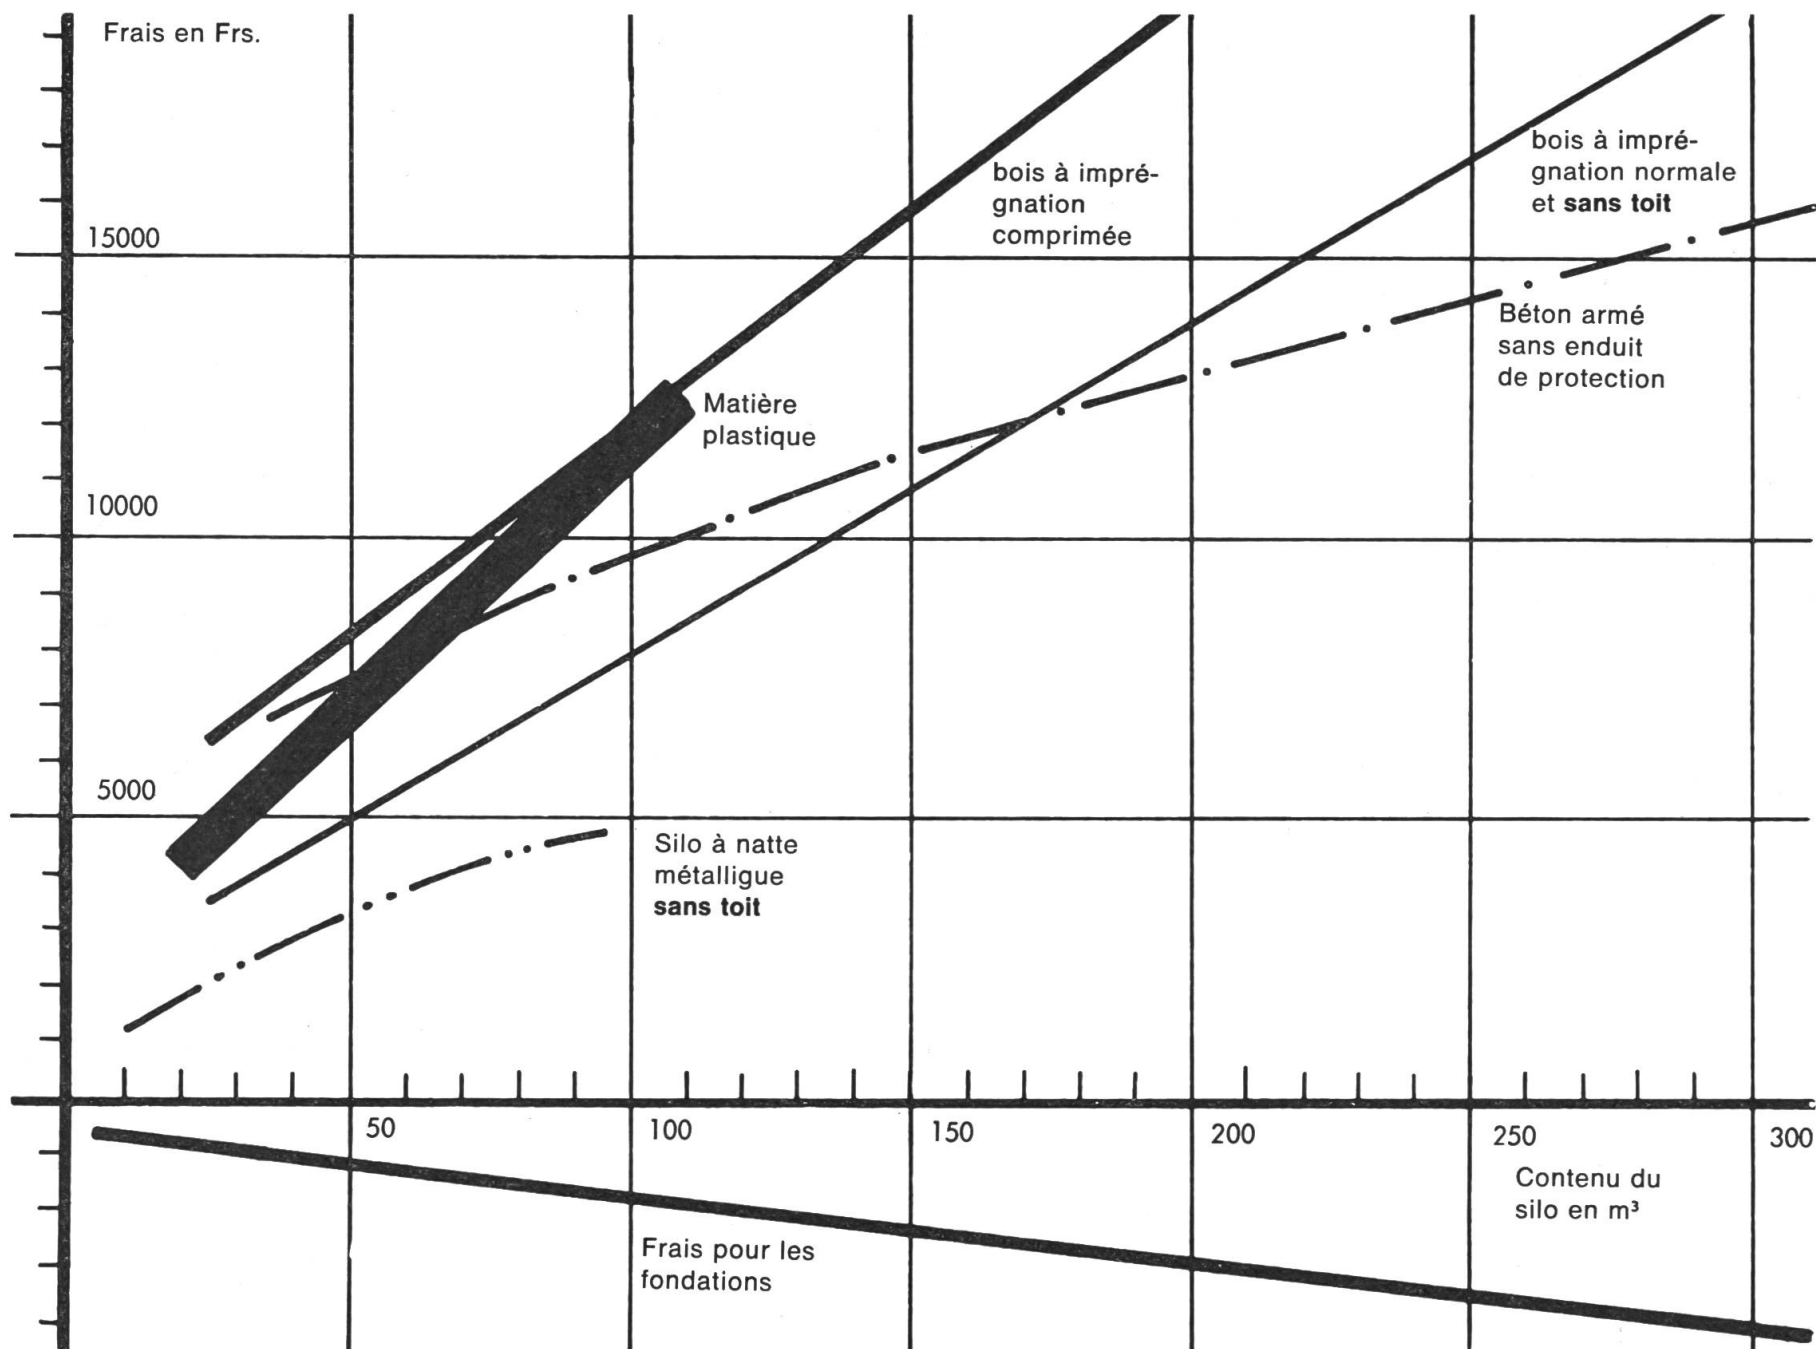 Frais en Frs.
bois à impré-
gnation
comprimée
bois à impré-
gnation normale
et sans toit
15000
Béton armé
sans enduit
de protection
Matière
plastique
10000
5000
Silo à natte
métalligue
sans toit
50
100
150
200
250
300
Contenu du
silo en m³
Frais pour les
fondations